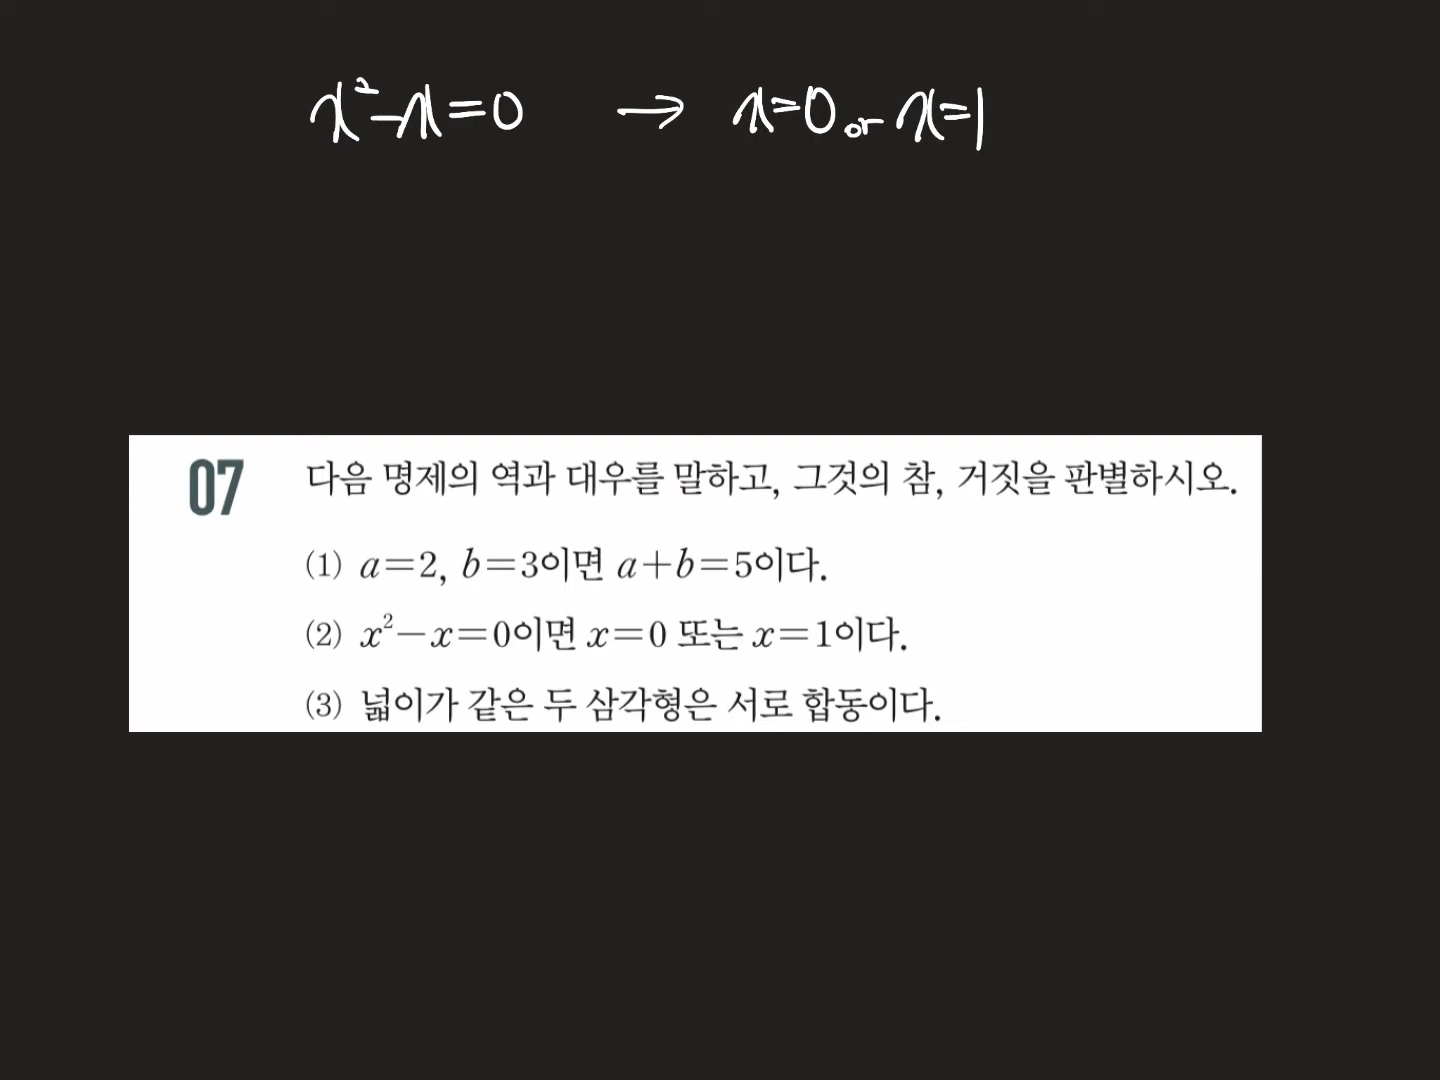 x²-x=0 → x=0 or x=1
07 다음 명제의 역과 대우를 말하고, 그것의 참, 거짓을 판별하시오.
(1) a=2, b=3이면 a+b=5이다.
(2) x²-x=0이면 x=0 또는 x=1이다.
(3) 넓이가 같은 두 삼각형은 서로 합동이다.